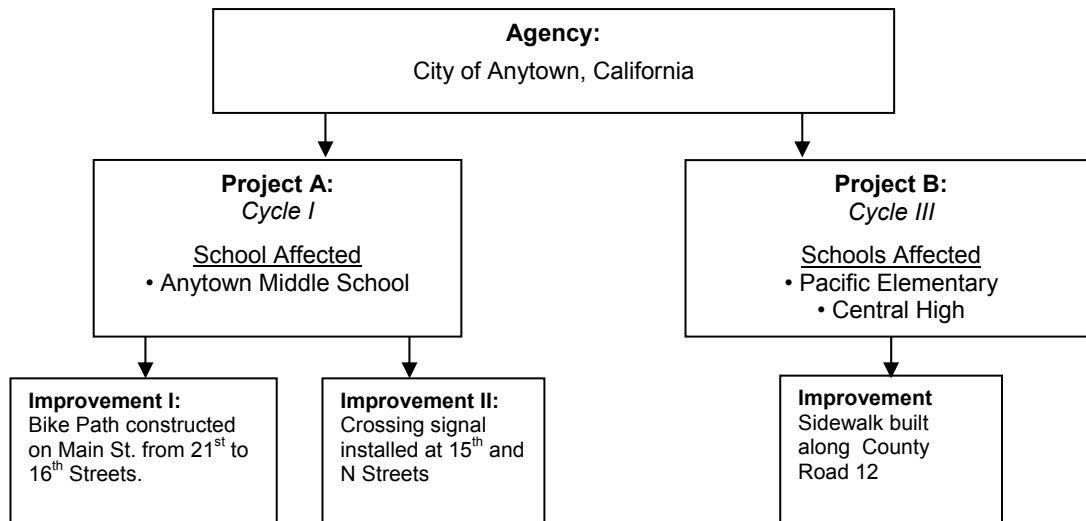 Agency:
City of Anytown, California
Project A:
Cycle I
School Affected
• Anytown Middle School
Project B:
Cycle III
Schools Affected
• Pacific Elementary
• Central High
Improvement I:
Bike Path constructed
on Main St. from 21st to
16th Streets.
Improvement II:
Crossing signal
installed at 15th and
N Streets
Improvement
Sidewalk built
along County
Road 12